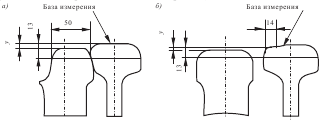 а)
База измерения
50
13
у
б)
База измерения
14
у
13